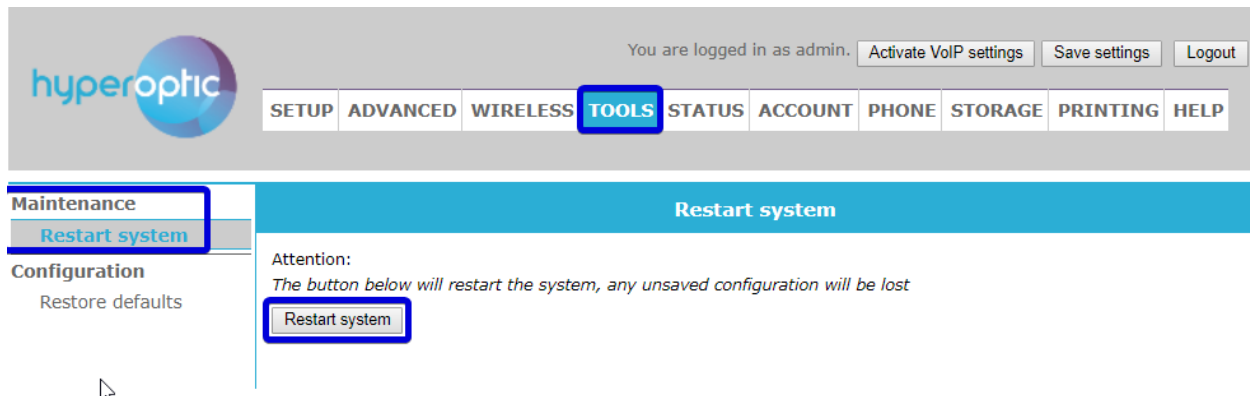 hyperoptic
You are logged in as admin. Activate VoIP settings Save settings Logout
SETUP ADVANCED WIRELESS TOOLS STATUS ACCOUNT PHONE STORAGE PRINTING HELP
Maintenance
Restart system
Configuration
Restore defaults
Restart system
Attention:
The button below will restart the system, any unsaved configuration will be lost
Restart system